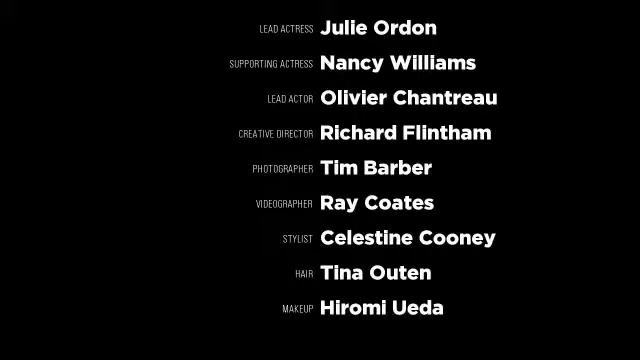 LEAD ACTRESS Julie Ordon
SUPPORTING ACTRESS Nancy Williams
LEAD ACTOR Olivier Chantreau
CREATIVE DIRECTOR Richard Flintham
PHOTOGRAPHER Tim Barber
VIDEOGRAPHER Ray Coates
STYLIST Celestine Cooney
HAIR Tina Outen
MAKEUP Hiromi Ueda